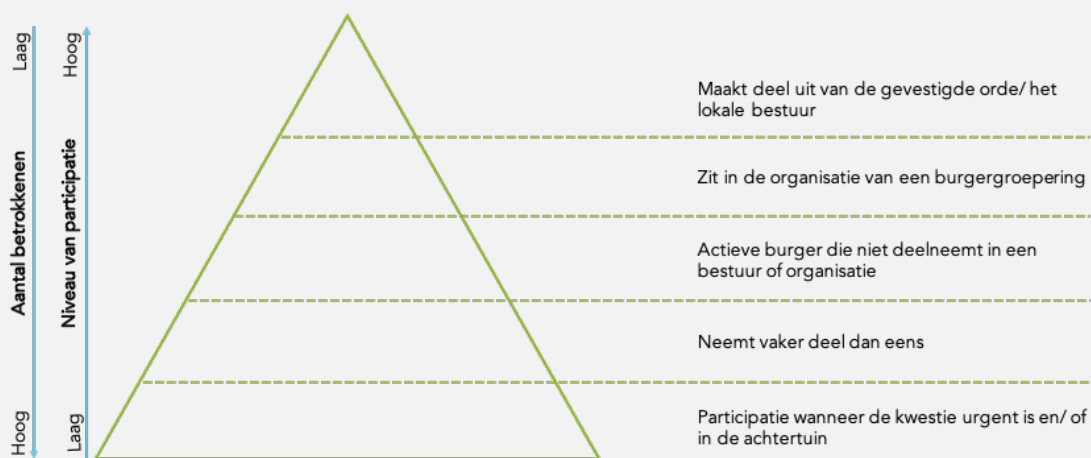 Laag
Hoog
Aantal betrokkenen
Niveau van participatie
Hoog
Laag
Maakt deel uit van de gevestigde orde/ het
lokale bestuur
Zit in de organisatie van een burgergroepering
Actieve burger die niet deelneemt in een
bestuur of organisatie
Neemt vaker deel dan eens
Participatie wanneer de kwestie urgent is en/ of
in de achtertuin